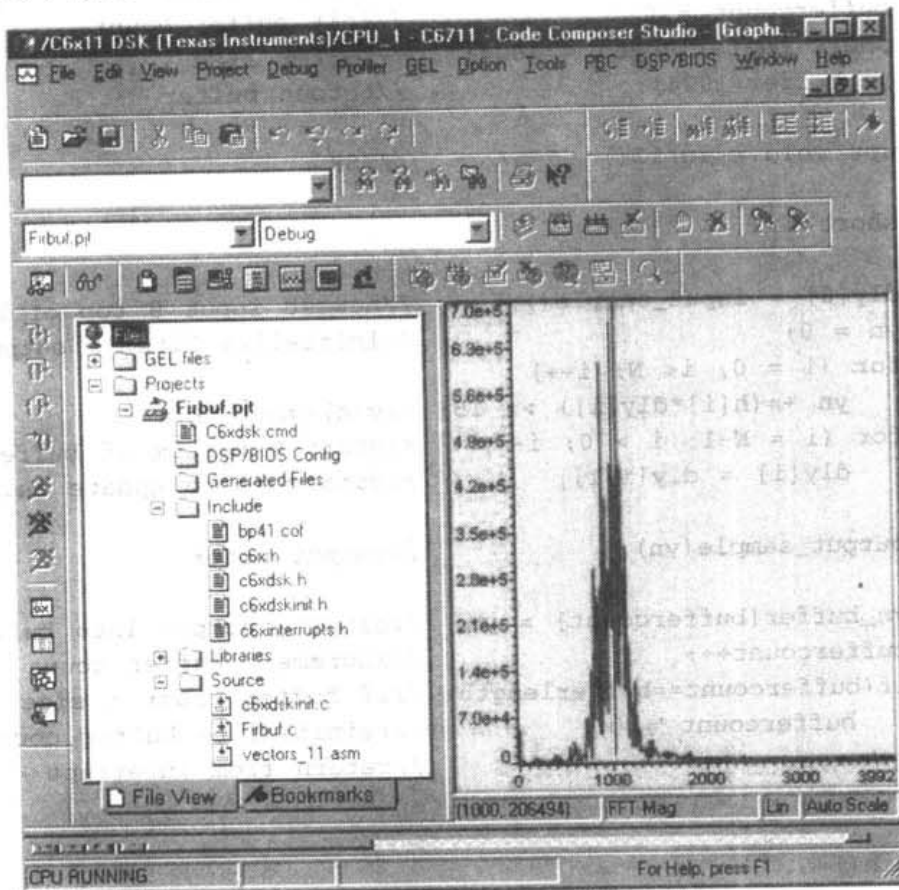 /C6x11 DSK [Texas Instruments]/CPU_1 - C6711 - Code Composer Studio - [Graphi...
File Edit View Project Debug Profiler GEL Option Tools PBC DSP/BIOS Window Help
Firbuf.pjt Debug
Files
GEL files
Projects
Firbuf.pjt
C6xdsk.cmd
DSP/BIOS Config
Generated Files
Include
bp41.cof
c6x.h
c6xdsk.h
c6xdskinit.h
c6xinterrupts.h
Libraries
Source
c6xdskinit.c
Firbuf.c
vectors_11.asm
File View Bookmarks
7.0e+5
6.3e+5
5.6e+5
4.9e+5
4.2e+5
3.5e+5
2.8e+5
2.1e+5
1.4e+5
7.0e+4
0
0 1000 2000 3000 3992
(1000, 206494) FFT Mag Lin Auto Scale
CPU RUNNING For Help, press F1